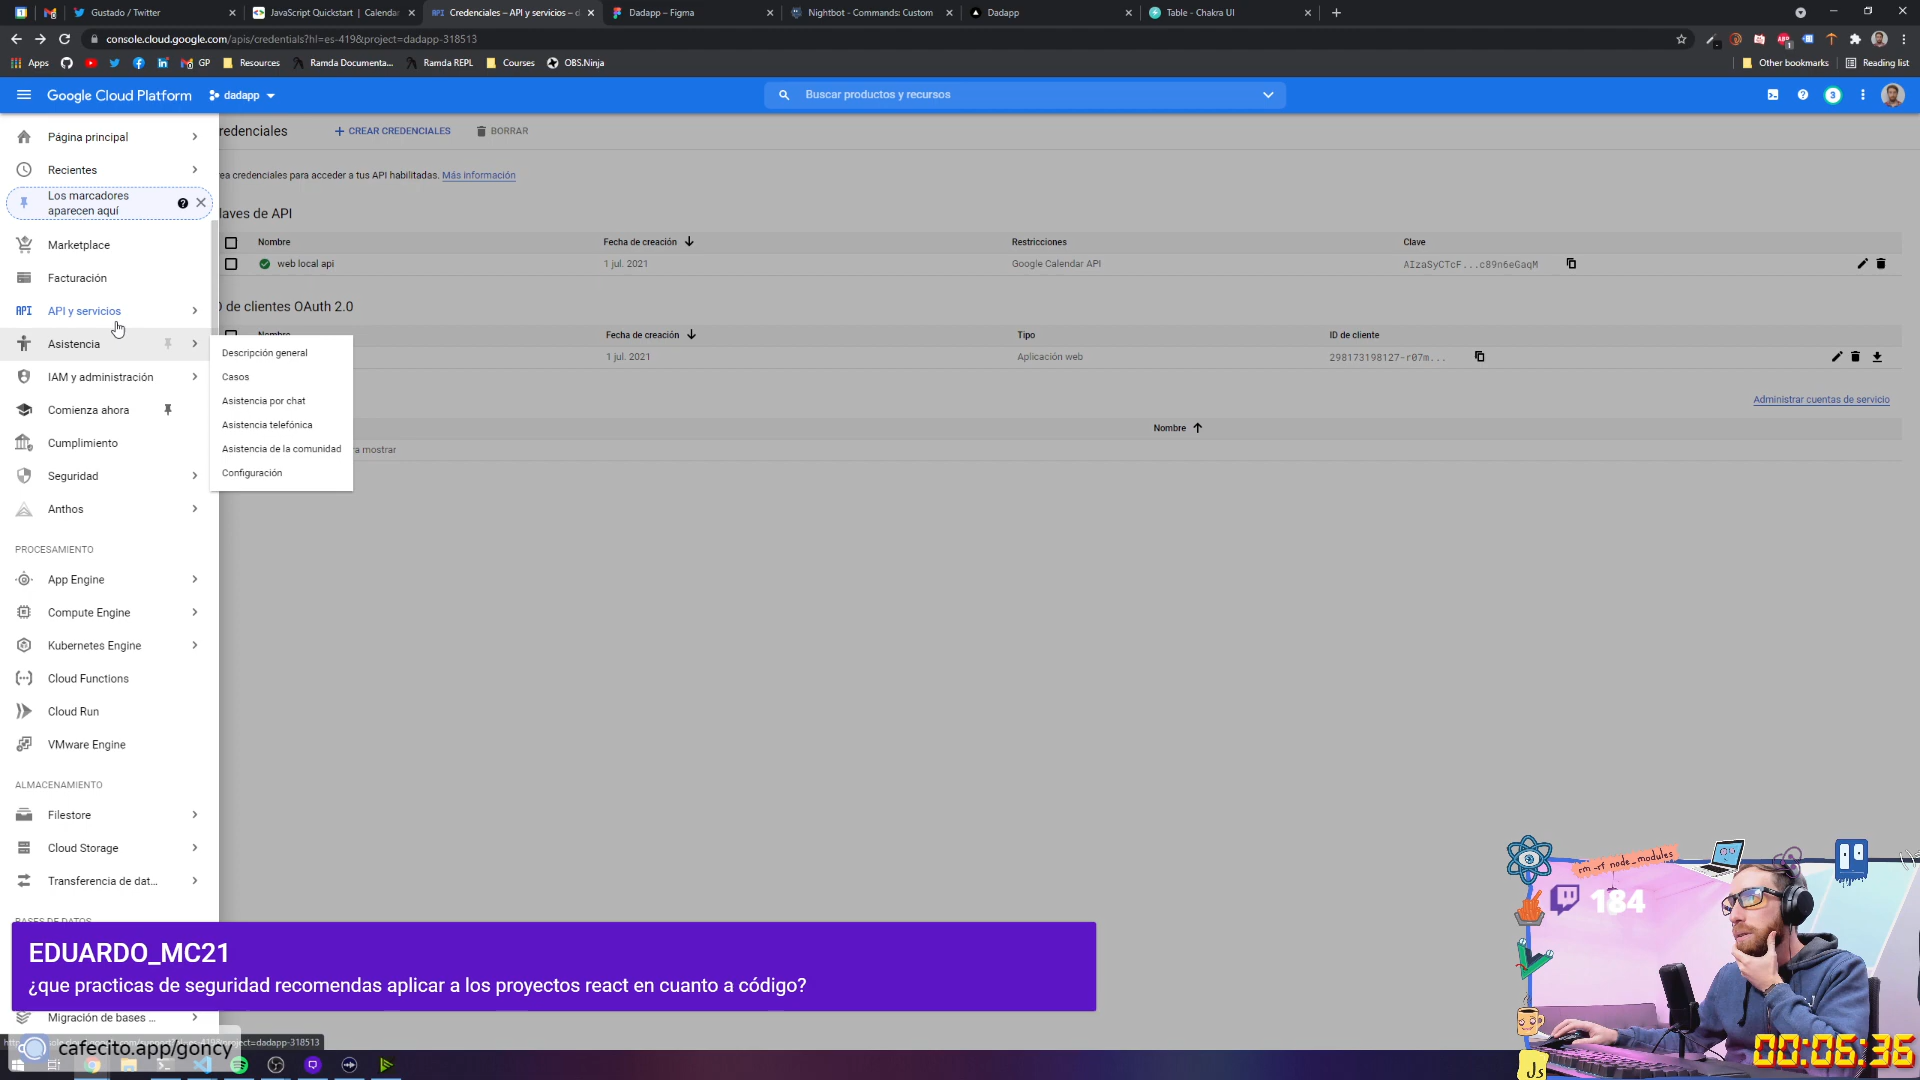 Gustado / Twitter
JavaScript Quickstart | Calendar
Credenciales – API y servicios – d
Dadapp – Figma
Nightbot - Commands: Custom
Dadapp
Table - Chakra UI
console.cloud.google.com/apis/credentials?hl=es-419&project=dadapp-318513
Apps
GP
Resources
Ramda Documenta...
Ramda REPL
Courses
OBS.Ninja
Other bookmarks
Reading list
Google Cloud Platform
dadapp
Buscar productos y recursos
3
Página principal
Recientes
Los marcadores
aparecen aquí
Marketplace
Facturación
API y servicios
Asistencia
IAM y administración
Comienza ahora
Cumplimiento
Seguridad
Anthos
PROCESAMIENTO
App Engine
Compute Engine
Kubernetes Engine
Cloud Functions
Cloud Run
VMware Engine
ALMACENAMIENTO
Filestore
Cloud Storage
Transferencia de dat...
BASES DE DATOS
Migración de bases ...
Descripción general
Casos
Asistencia por chat
Asistencia telefónica
Asistencia de la comunidad
Configuración
redenciales
CREAR CREDENCIALES
BORRAR
ea credenciales para acceder a tus API habilitadas. Más información
laves de API
Nombre
Fecha de creación
Restricciones
Clave
web local api
1 jul. 2021
Google Calendar API
AIzaSyCTcF...c89n6eGaqM
D de clientes OAuth 2.0
Nombre
Fecha de creación
Tipo
ID de cliente
1 jul. 2021
Aplicación web
298173198127-r07m...
Administrar cuentas de servicio
Nombre
ra mostrar
EDUARDO_MC21
¿que practicas de seguridad recomendas aplicar a los proyectos react en cuanto a código?
cafecito.app/goncy
rm -rf node_modules
184
Js
00:06:36